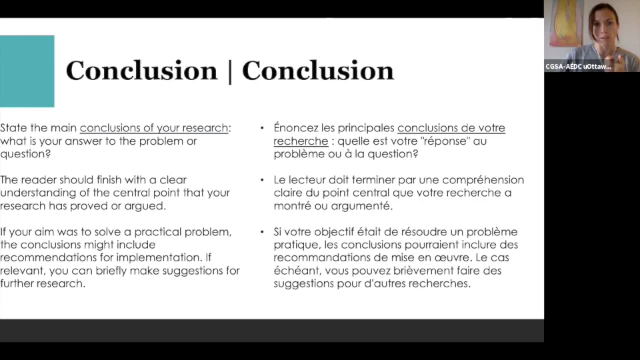 Conclusion | Conclusion
State the main conclusions of your research:
what is your answer to the problem or
question?
The reader should finish with a clear
understanding of the central point that your
research has proved or argued.
If your aim was to solve a practical problem,
the conclusions might include
recommendations for implementation. If
relevant, you can briefly make suggestions for
further research.
• Énoncez les principales conclusions de votre
recherche : quelle est votre "réponse" au
problème ou à la question?
• Le lecteur doit terminer par une compréhension
claire du point central que votre recherche a
montré ou argumenté.
• Si votre objectif était de résoudre un problème
pratique, les conclusions pourraient inclure des
recommandations de mise en œuvre. Le cas
échéant, vous pouvez brièvement faire des
suggestions pour d'autres recherches.
CGSA-AÉDC uOttaw...